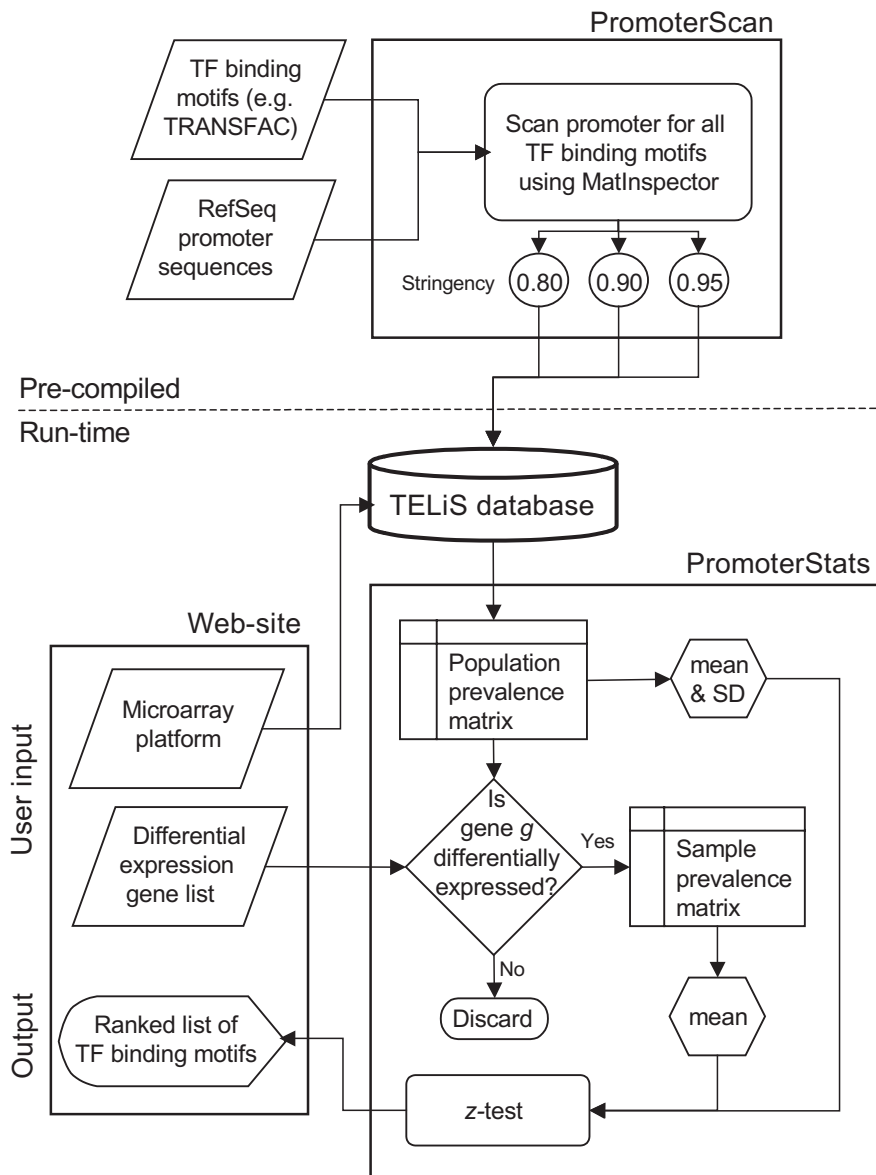 PromoterScan
TF binding
motifs (e.g.
TRANSFAC)
Scan promoter for all
TF binding motifs
using MatInspector
RefSeq
promoter
sequences
Stringency
0.80
0.90
0.95
Pre-compiled
Run-time
TELiS database
PromoterStats
Web-site
Population
prevalence
matrix
mean
& SD
Microarray
platform
User input
Is
gene g
differentially
expressed?
Yes
Differential
expression
gene list
Sample
prevalence
matrix
No
Discard
mean
Output
Ranked list of
TF binding motifs
z-test